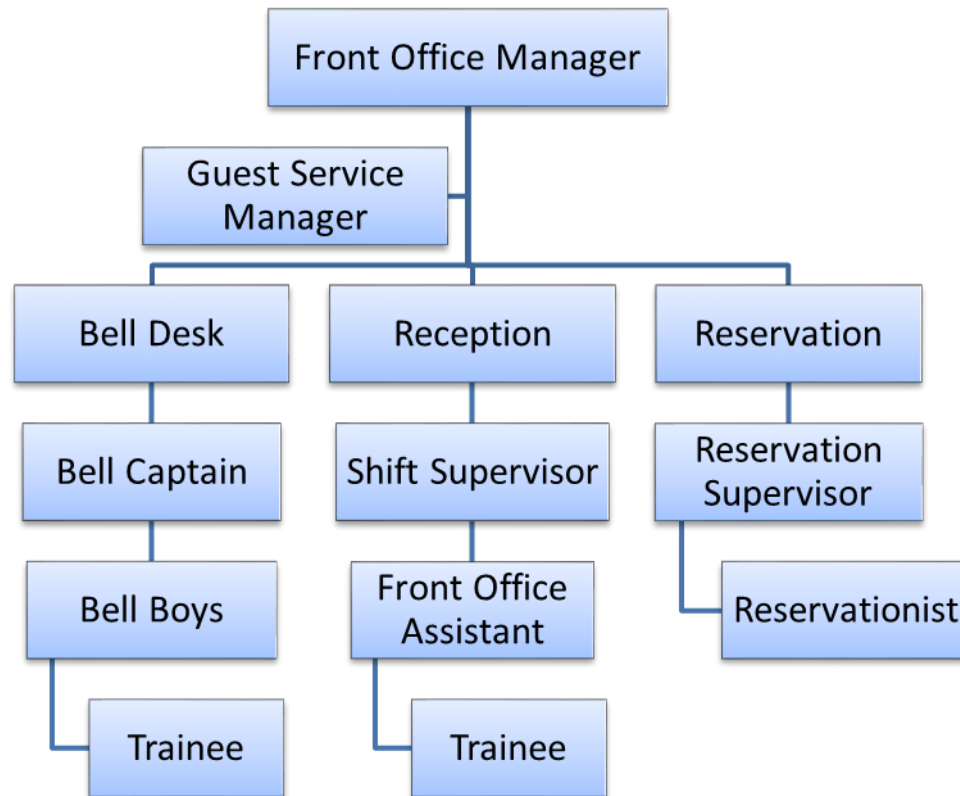 Front Office Manager
Guest Service
Manager
Bell Desk
Reception
Reservation
Bell Captain
Shift Supervisor
Reservation
Supervisor
Bell Boys
Front Office
Assistant
Reservationist
Trainee
Trainee